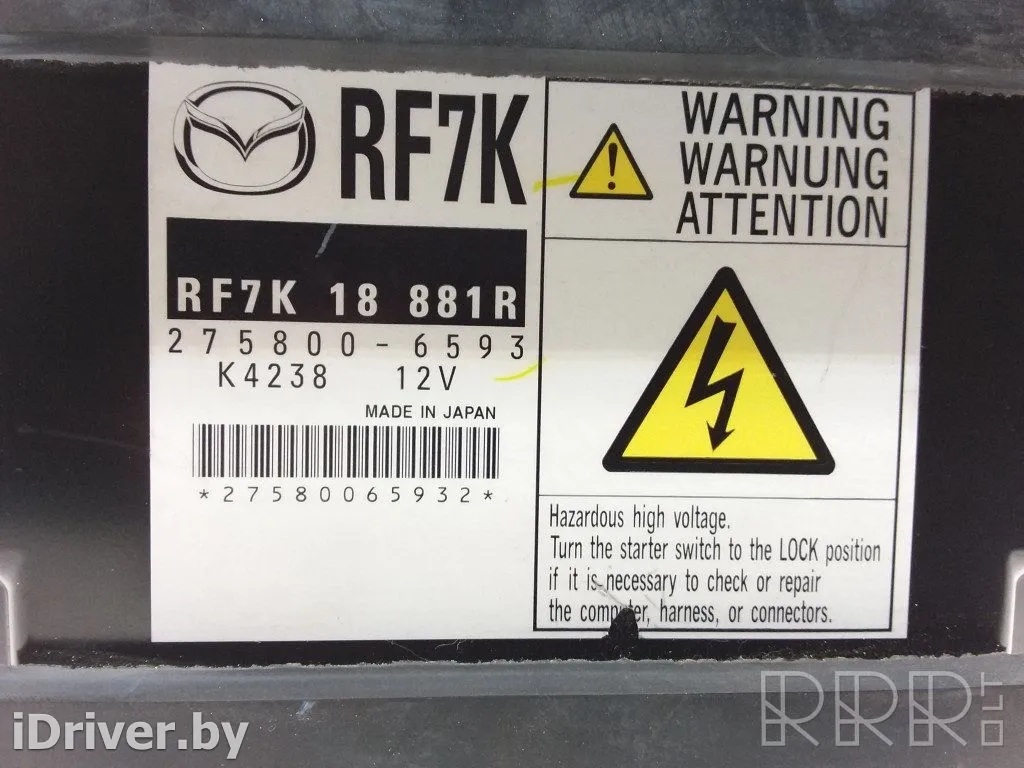 RF7K
RF7K 18 881R
275800-6593
K4238 12V
MADE IN JAPAN
*27580065932*
WARNING
WARNUNG
ATTENTION
Hazardous high voltage.
Turn the starter switch to the LOCK position
if it is necessary to check or repair
the computer, harness, or connectors.
iDriver.by
RRR.LT